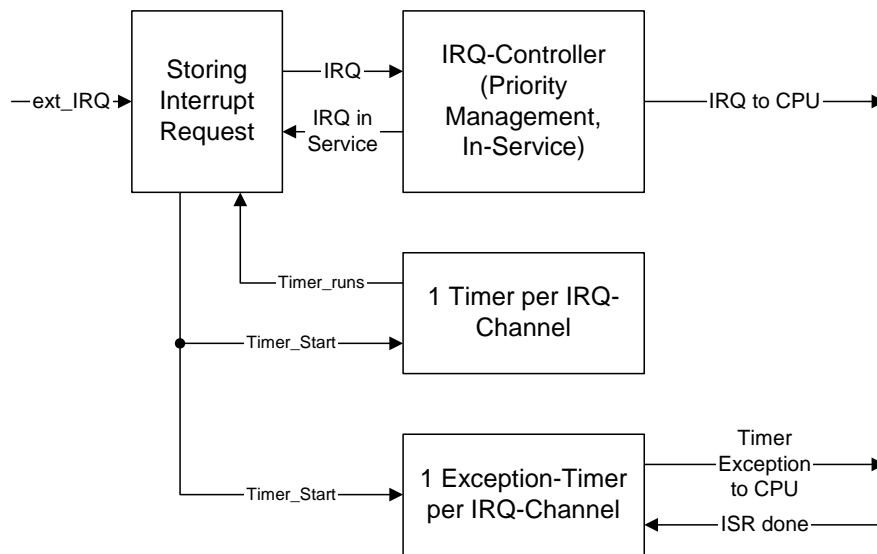 Storing
Interrupt
Request
ext_IRQ
IRQ
IRQ in
Service
IRQ-Controller
(Priority
Management,
In-Service)
IRQ to CPU
Timer_runs
1 Timer per IRQ-
Channel
Timer_Start
Timer_Start
1 Exception-Timer
per IRQ-Channel
Timer
Exception
to CPU
ISR done